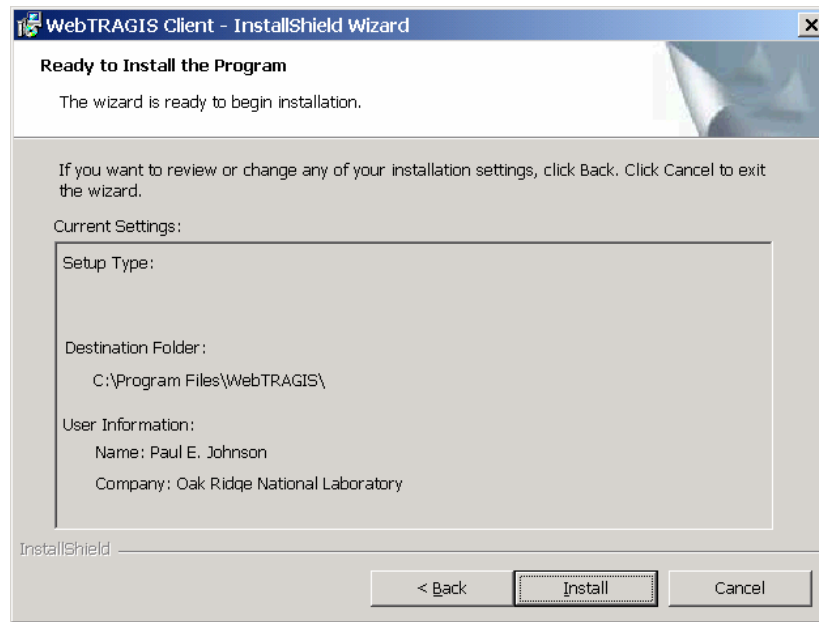 WebTRAGIS Client - InstallShield Wizard
Ready to Install the Program
The wizard is ready to begin installation.
If you want to review or change any of your installation settings, click Back. Click Cancel to exit
the wizard.
Current Settings:
Setup Type:
Destination Folder:
C:\Program Files\WebTRAGIS\
User Information:
Name: Paul E. Johnson
Company: Oak Ridge National Laboratory
InstallShield
< Back
Install
Cancel